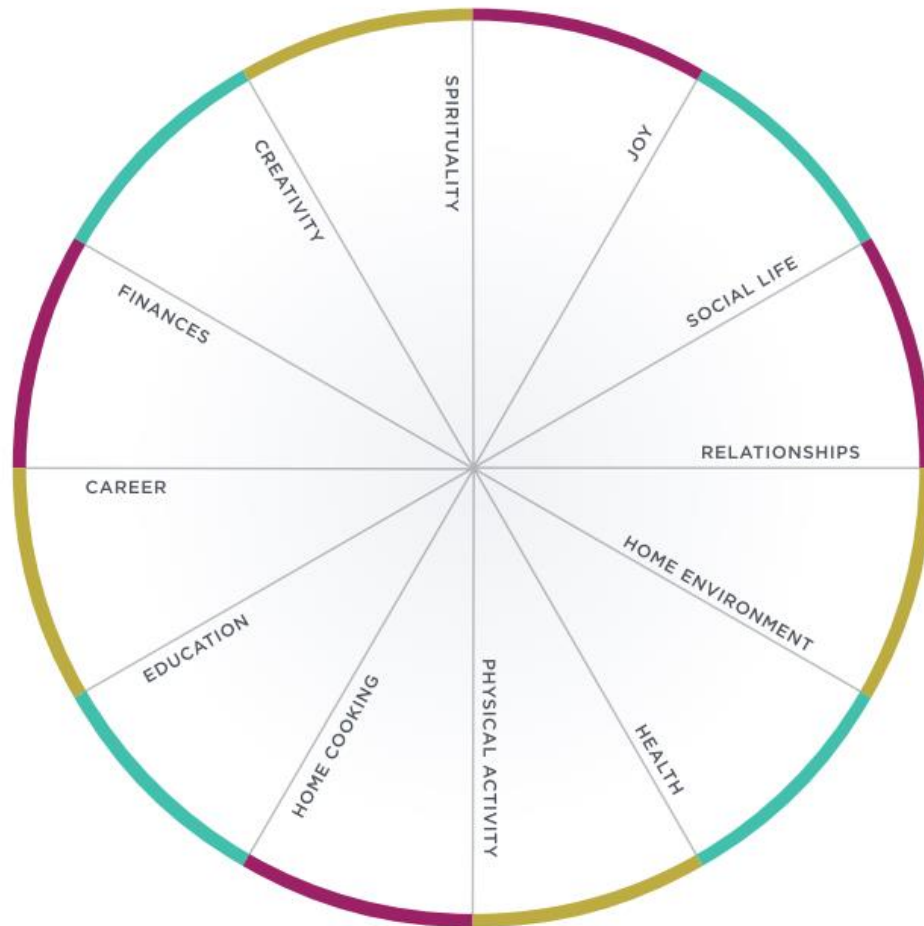 SPIRITUALITY
JOY
SOCIAL LIFE
RELATIONSHIPS
HOME ENVIRONMENT
HEALTH
PHYSICAL ACTIVITY
HOME COOKING
EDUCATION
CAREER
FINANCES
CREATIVITY